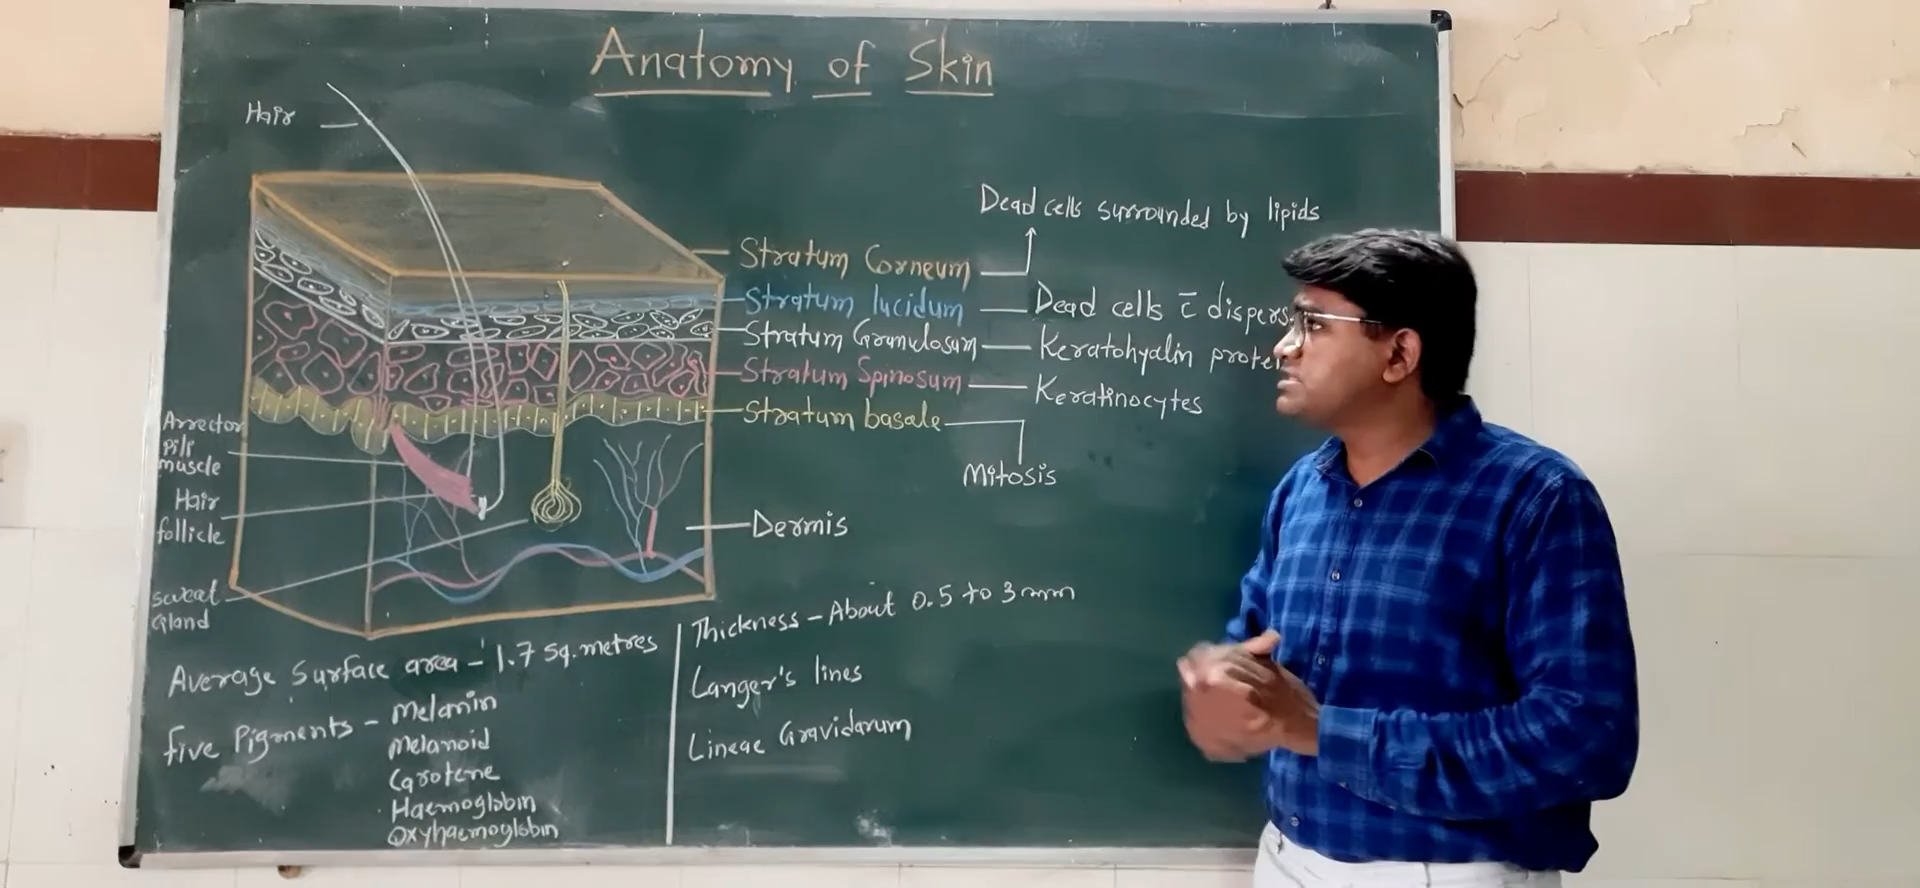 Anatomy of Skin
Hair
Dead cells surrounded by lipids
Stratum Corneum
Stratum lucidum
Dead cells c̄
Stratum Granulosum
Keratohyalin
Stratum Spinosum
Keratinocytes
Stratum basale
Mitosis
Arrector
Pili
muscle
Hair
follicle
Dermis
Sweat
Gland
Average Surface area - 1.7 Sq. metres
Five Pigments - Melanin
Melanoid
Carotene
Haemoglobin
Oxyhaemoglobin
Thickness - About 0.5 to 3 mm
Langer's lines
Lineae Gravidarum